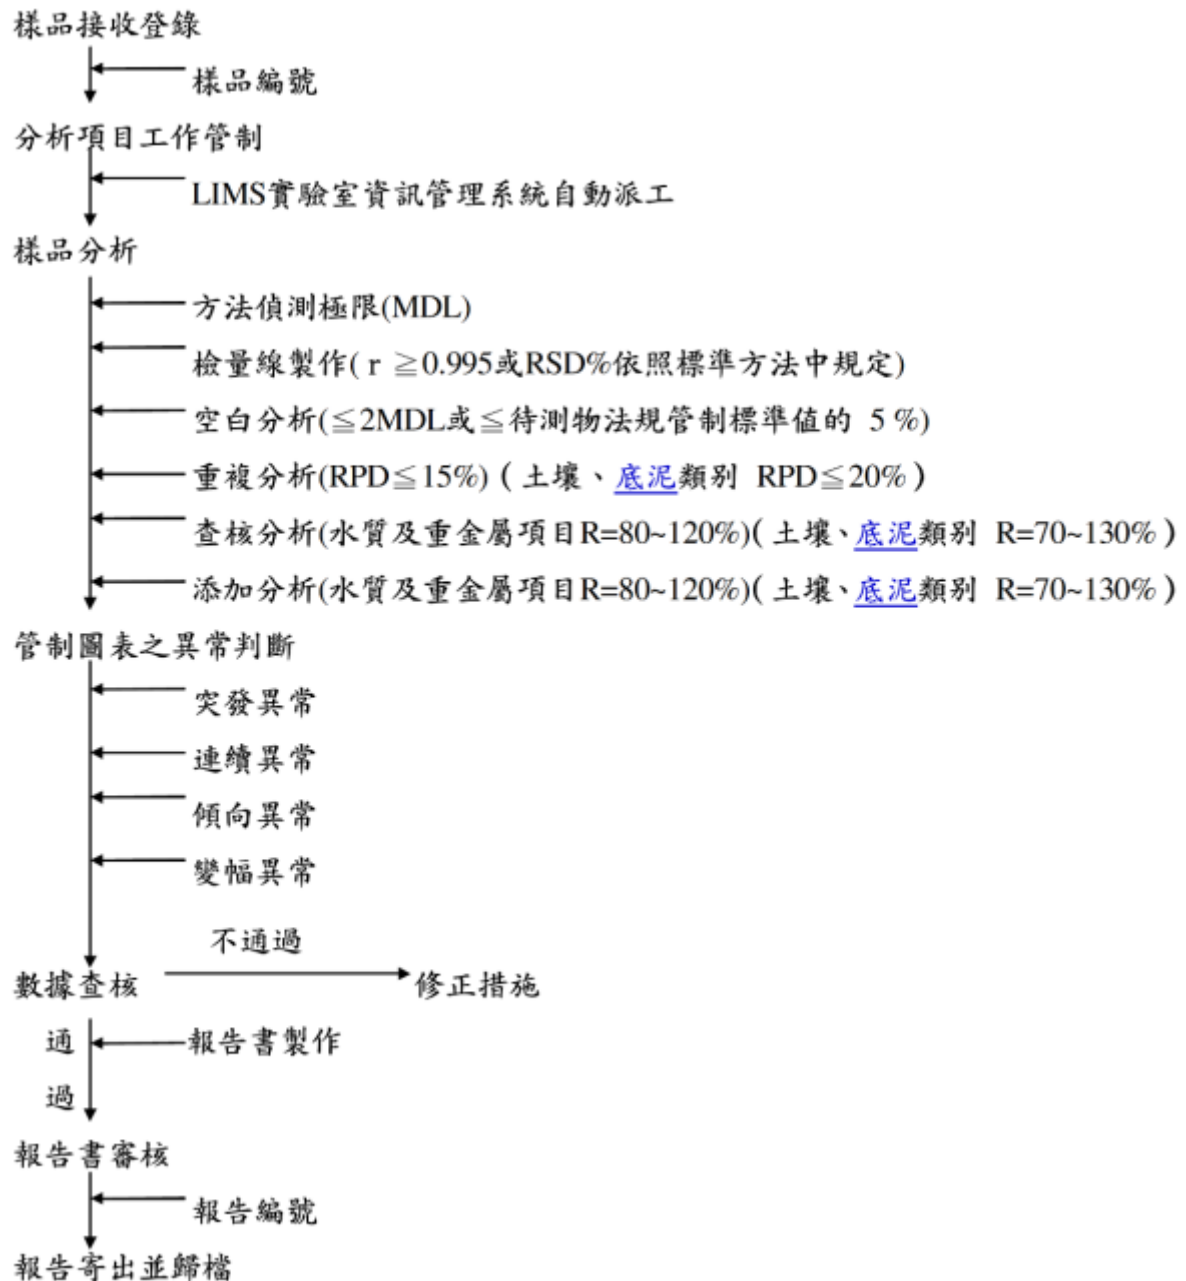 樣品接收登錄
樣品編號
分析項目工作管制
LIMS實驗室資訊管理系統自動派工
樣品分析
方法偵測極限(MDL)
檢量線製作( r ≧0.995或RSD%依照標準方法中規定)
空白分析(≦2MDL或≦待測物法規管制標準值的 5 %)
重複分析(RPD≦15%) ( 土壤、底泥類別 RPD≦20% )
查核分析(水質及重金屬項目R=80~120%)( 土壤、底泥類別 R=70~130% )
添加分析(水質及重金屬項目R=80~120%)( 土壤、底泥類別 R=70~130% )
管制圖表之異常判斷
突發異常
連續異常
傾向異常
變幅異常
不通過
數據查核 修正措施
通 報告書製作
過
報告書審核
報告編號
報告寄出並歸檔